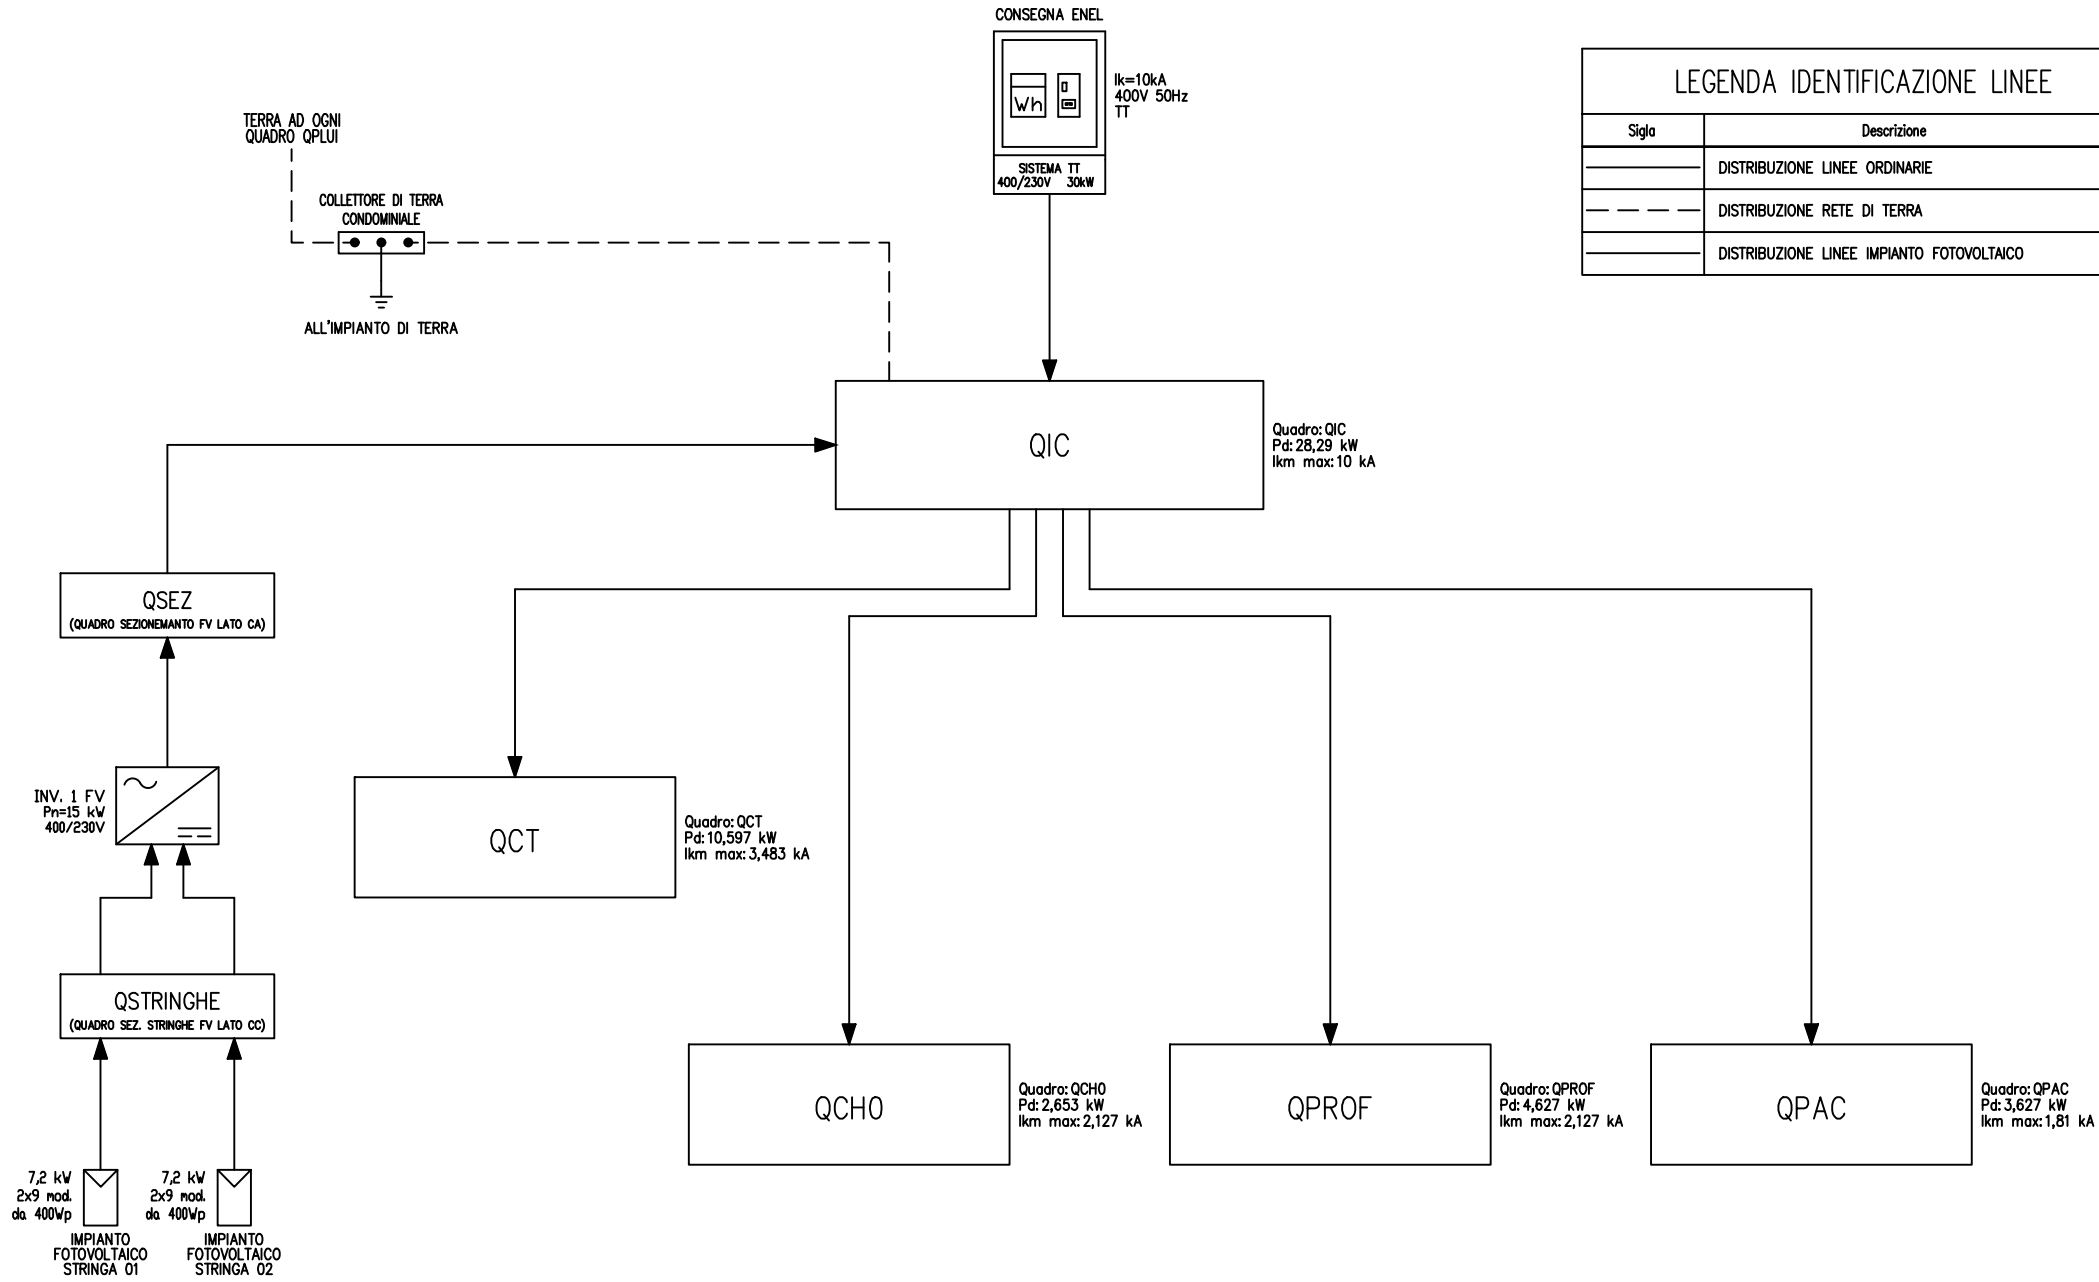 CONSEGNA ENEL
Wh
Ik=10kA
400V 50Hz
TT
SISTEMA TT
400/230V 30kW
LEGENDA IDENTIFICAZIONE LINEE
Sigla Descrizione
DISTRIBUZIONE LINEE ORDINARIE
DISTRIBUZIONE RETE DI TERRA
DISTRIBUZIONE LINEE IMPIANTO FOTOVOLTAICO
TERRA AD OGNI
QUADRO QPLUI
COLLETTORE DI TERRA
CONDOMINIALE
ALL'IMPIANTO DI TERRA
QIC
Quadro: QIC
Pd: 28,29 kW
Ikm max: 10 kA
QSEZ
(QUADRO SEZIONEMANTO FV LATO CA)
INV. 1 FV
Pn=15 kW
400/230V
QCT
Quadro: QCT
Pd: 10,597 kW
Ikm max: 3,483 kA
QSTRINGHE
(QUADRO SEZ. STRINGHE FV LATO CC)
QCH0
Quadro: QCH0
Pd: 2,653 kW
Ikm max: 2,127 kA
QPROF
Quadro: QPROF
Pd: 4,627 kW
Ikm max: 2,127 kA
QPAC
Quadro: QPAC
Pd: 3,627 kW
Ikm max: 1,81 kA
7,2 kW
2x9 mod.
da 400Wp
IMPIANTO
FOTOVOLTAICO
STRINGA 01
7,2 kW
2x9 mod.
da 400Wp
IMPIANTO
FOTOVOLTAICO
STRINGA 02